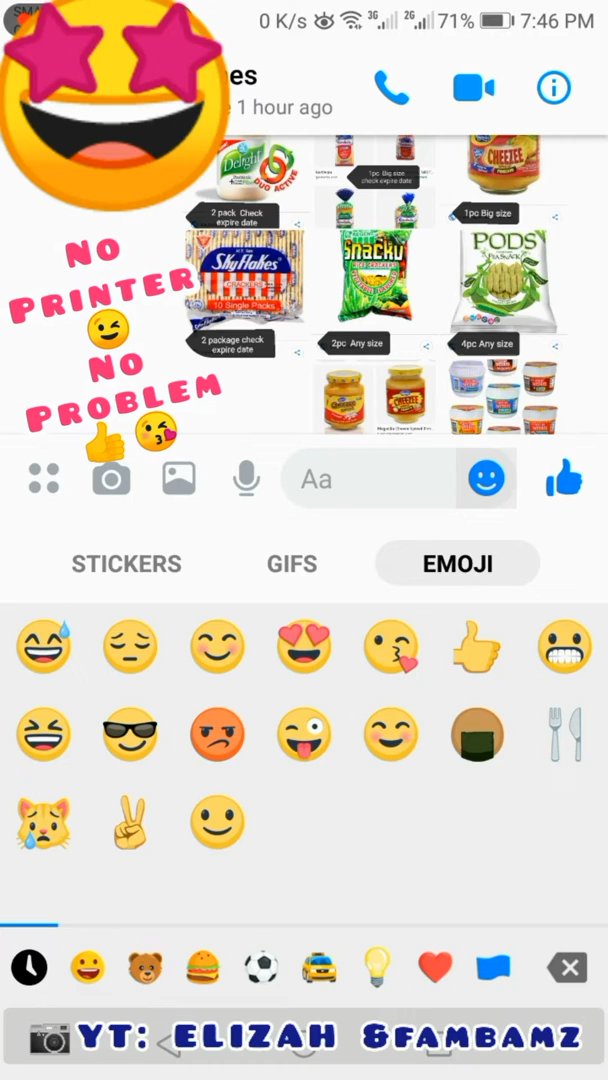 0 K/s 3G 2G 71% 7:46 PM
es
1 hour ago
Delight
DUO ACTIVE
CHEEZEE
1pc Big size
check expire date
2 pack Check
expire date
1pc Big size
SkyFlakes
CRACKERS
10 Single Packs
Snacku
PODS
PEA SNACK
2 package check
expire date
2pc Any size
4pc Any size
CHEEZEE
No
PRINTER
No
PROBLEM
Aa
STICKERS
GIFS
EMOJI
YT: ELIZAH &FAMBAMZ